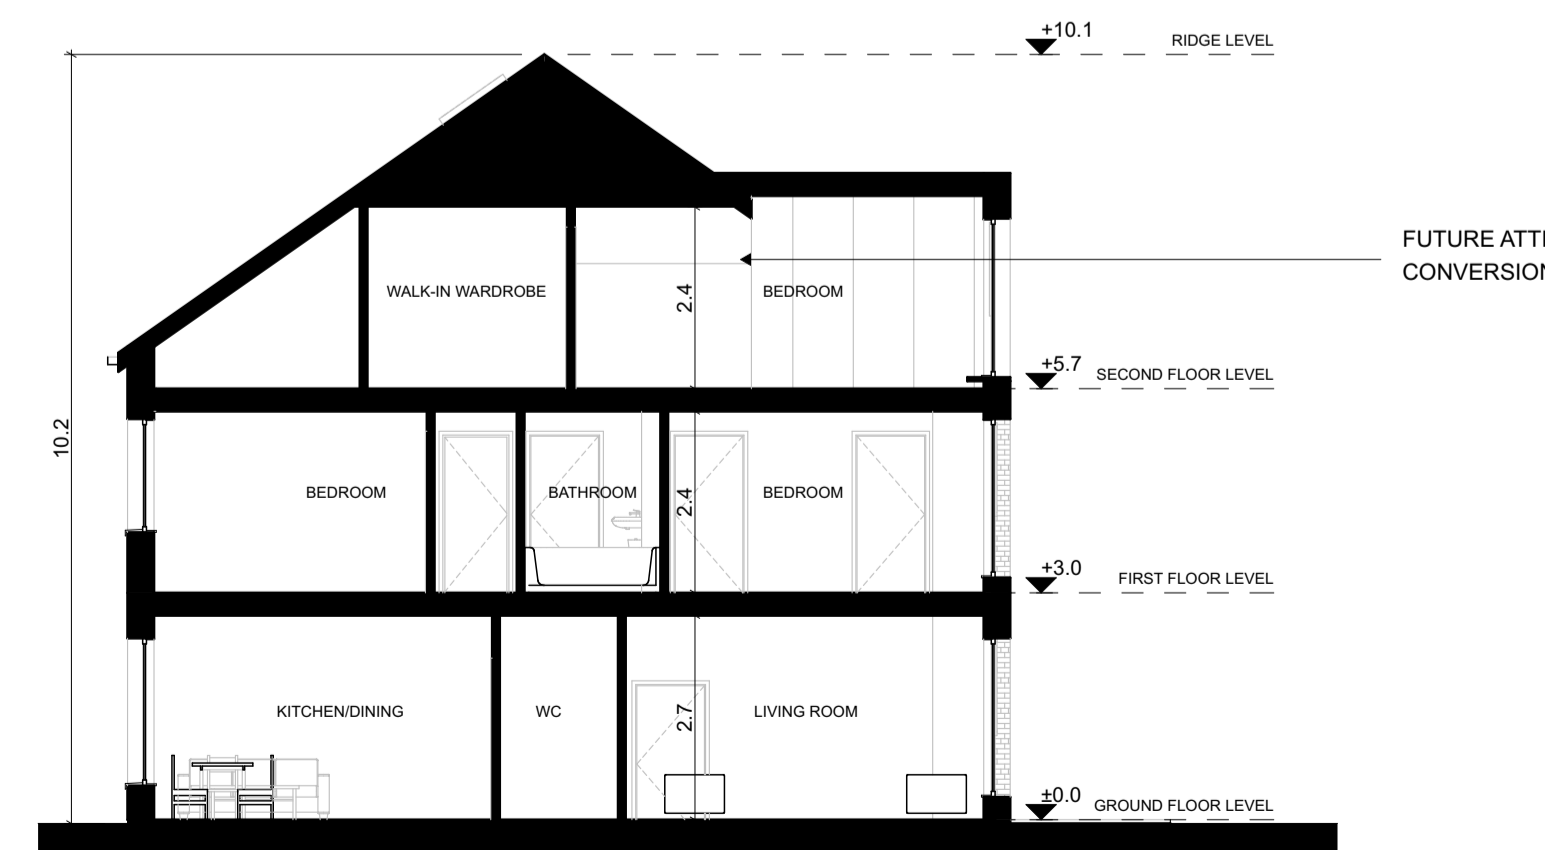 +10.1
RIDGE LEVEL
FUTURE
CONVERSION
WALK-IN WARDROBE
2.4
BEDROOM
+5.7
SECOND FLOOR LEVEL
10.2
BEDROOM
BATHROOM
2.4
BEDROOM
+3.0
FIRST FLOOR LEVEL
KITCHEN/DINING
WC
2.7
LIVING ROOM
±0.0
GROUND FLOOR LEVEL